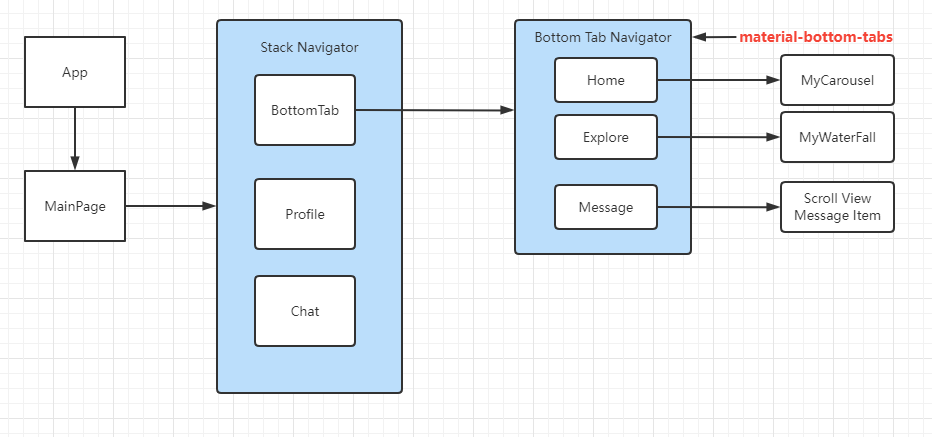 App
MainPage
Stack Navigator
BottomTab
Profile
Chat
Bottom Tab Navigator
material-bottom-tabs
Home
Explore
Message
MyCarousel
MyWaterFall
Scroll View
Message Item